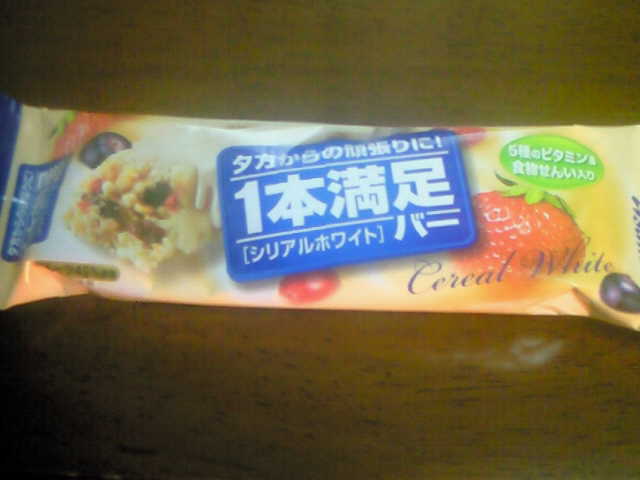 夕方からの頑張りに!
1本満足
バー
[シリアルホワイト]
5種のビタミン&
食物せんい入り
Cereal White